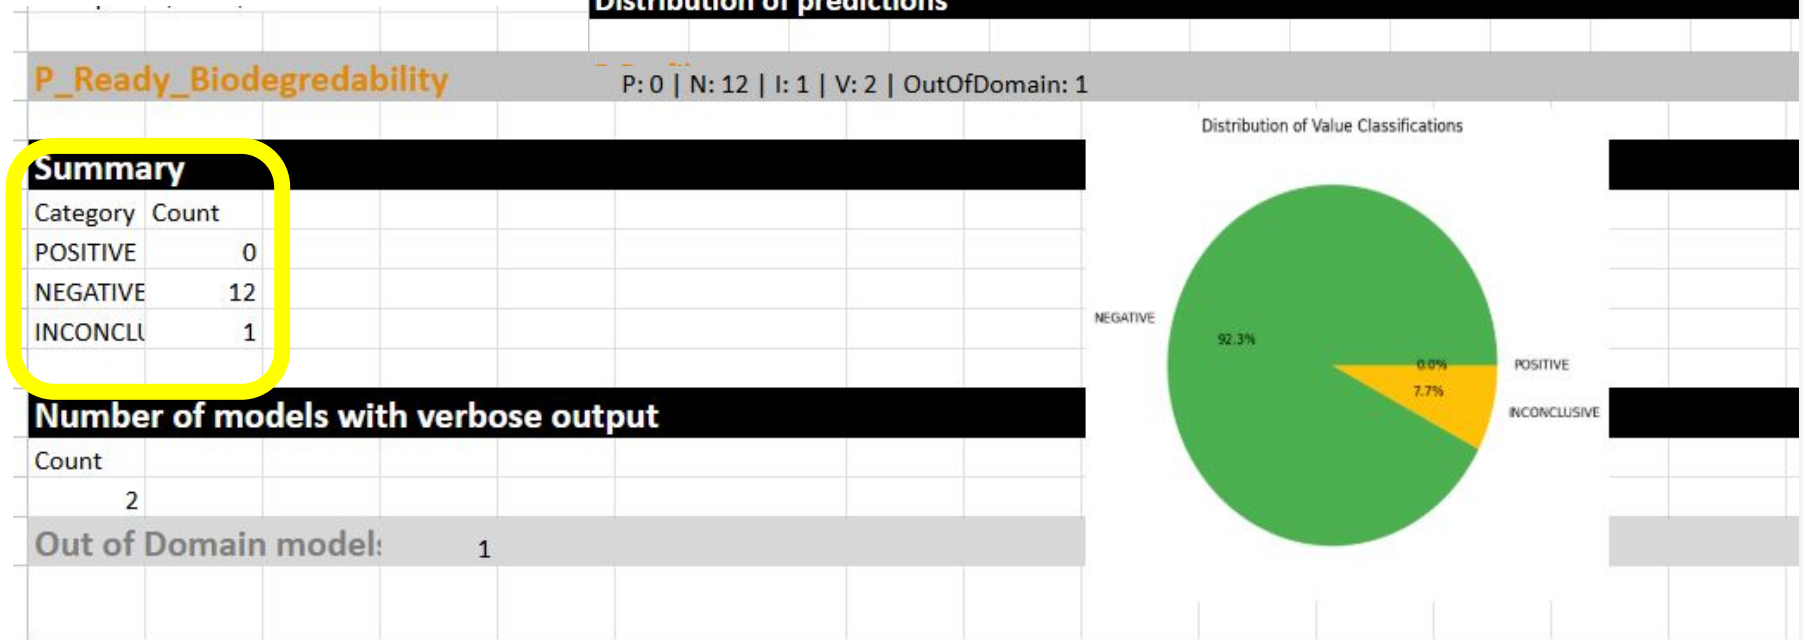 Distribution of predictions
P_Ready_Biodegredability
P: 0 | N: 12 | I: 1 | V: 2 | OutOfDomain: 1
Distribution of Value Classifications
Summary
Category Count
POSITIVE 0
NEGATIVE 12
INCONCLU 1
NEGATIVE
92.3%
0.0%
POSITIVE
7.7%
INCONCLUSIVE
Number of models with verbose output
Count
2
Out of Domain models 1